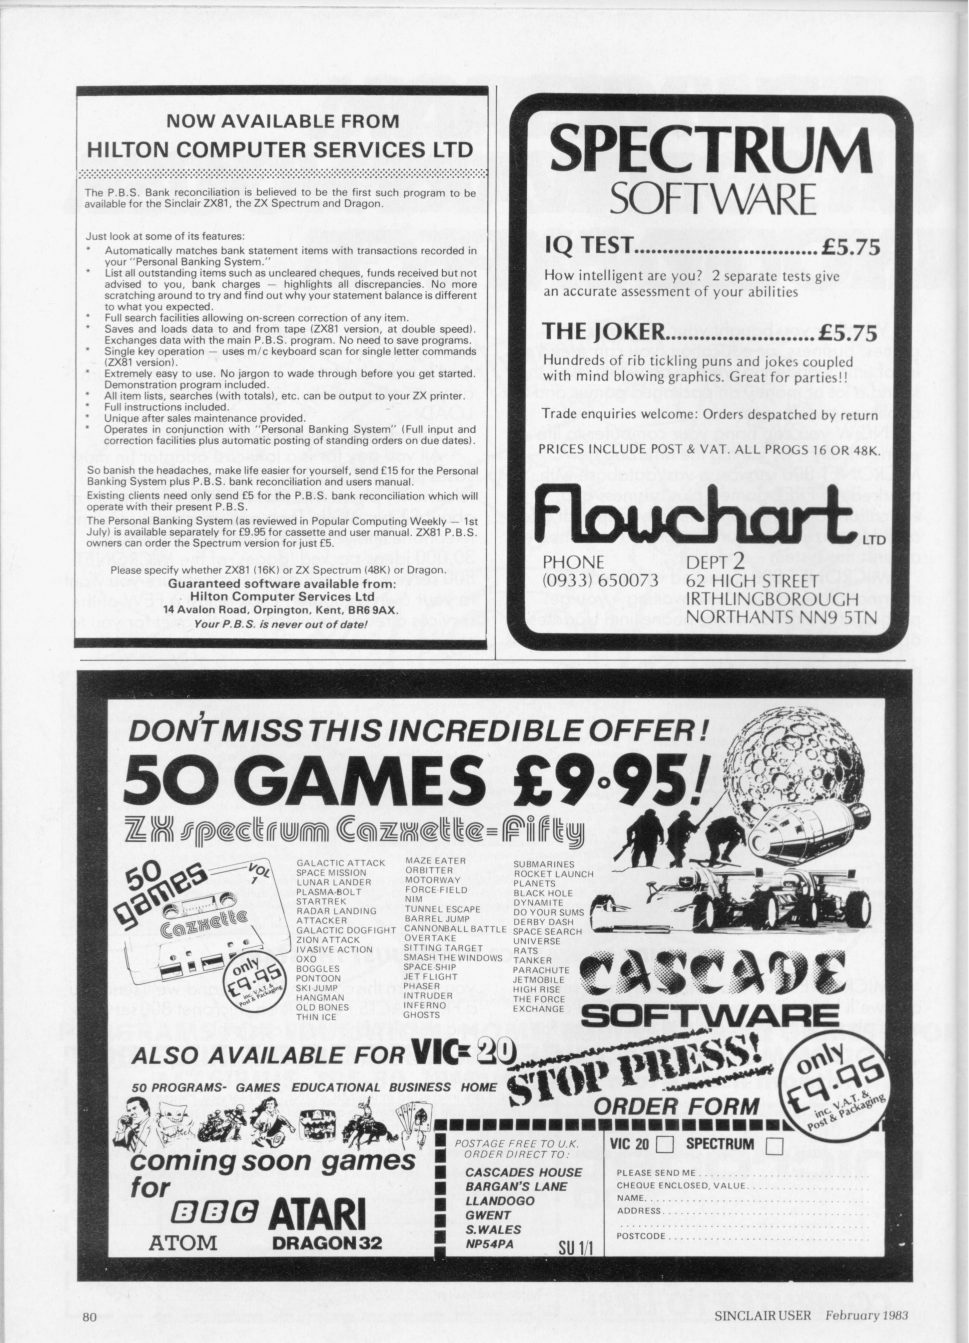 NOW AVAILABLE FROM
HILTON COMPUTER SERVICES LTD
The P.B.S. Bank reconciliation is believed to be the first such program to be
available for the Sinclair ZX81, the ZX Spectrum and Dragon.
Just look at some of its features:
* Automatically matches bank statement items with transactions recorded in
your "Personal Banking System."
* List all outstanding items such as uncleared cheques, funds received but not
advised to you, bank charges — highlights all discrepancies. No more
scratching around to try and find out why your statement balance is different
to what you expected.
* Full search facilities allowing on-screen correction of any item.
* Saves and loads data to and from tape (ZX81 version, at double speed).
Exchanges data with the main P.B.S. program. No need to save programs.
* Single key operation — uses m/c keyboard scan for single letter commands
(ZX81 version).
* Extremely easy to use. No jargon to wade through before you get started.
Demonstration program included.
* All item lists, searches (with totals), etc. can be output to your ZX printer.
* Full instructions included.
* Unique after sales maintenance provided.
* Operates in conjunction with "Personal Banking System" (Full input and
correction facilities plus automatic posting of standing orders on due dates).
So banish the headaches, make life easier for yourself, send £15 for the Personal
Banking System plus P.B.S. bank reconciliation and users manual.
Existing clients need only send £5 for the P.B.S. bank reconciliation which will
operate with their present P.B.S.
The Personal Banking System (as reviewed in Popular Computing Weekly — 1st
July) is available separately for £9.95 for cassette and user manual. ZX81 P.B.S.
owners can order the Spectrum version for just £5.
Please specify whether ZX81 (16K) or ZX Spectrum (48K) or Dragon.
Guaranteed software available from:
Hilton Computer Services Ltd
14 Avalon Road, Orpington, Kent, BR6 9AX.
Your P.B.S. is never out of date!
SPECTRUM
SOFTWARE
IQ TEST..............................£5.75
How intelligent are you? 2 separate tests give
an accurate assessment of your abilities
THE JOKER.........................£5.75
Hundreds of rib tickling puns and jokes coupled
with mind blowing graphics. Great for parties!!
Trade enquiries welcome: Orders despatched by return
PRICES INCLUDE POST & VAT. ALL PROGS 16 OR 48K.
Flowchart LTD
PHONE
(0933) 650073
DEPT 2
62 HIGH STREET
IRTHLINGBOROUGH
NORTHANTS NN9 5TN
DON'T MISS THIS INCREDIBLE OFFER!
50 GAMES £9.95!
ZX spectrum Cazzette=Fifty
50
games
VOL
1
Cazzette
only
£9.95
inc. V.A.T. &
Post & Packaging
GALACTIC ATTACK
SPACE MISSION
LUNAR LANDER
PLASMA-BOLT
STARTREK
RADAR LANDING
ATTACKER
GALACTIC DOGFIGHT
ZION ATTACK
IVASIVE ACTION
OXO
BOGGLES
PONTOON
SKI JUMP
HANGMAN
OLD BONES
THIN ICE
MAZE EATER
ORBITTER
MOTORWAY
FORCE-FIELD
NIM
TUNNEL ESCAPE
BARREL JUMP
CANNONBALL BATTLE
OVERTAKE
SITTING TARGET
SMASH THE WINDOWS
SPACE SHIP
JET FLIGHT
PHASER
INTRUDER
INFERNO
GHOSTS
SUBMARINES
ROCKET LAUNCH
PLANETS
BLACK HOLE
DYNAMITE
DO YOUR SUMS
DERBY DASH
SPACE SEARCH
UNIVERSE
RATS
TANKER
PARACHUTE
JETMOBILE
HIGH RISE
THE FORCE
EXCHANGE
CASCADE
SOFTWARE
ALSO AVAILABLE FOR VIC 20
50 PROGRAMS- GAMES EDUCATIONAL BUSINESS HOME
STOP PRESS!
ORDER FORM
only
£9.95
inc. V.A.T. &
Post & Packaging
coming soon games
for
BBC ATARI
ATOM DRAGON 32
POSTAGE FREE TO U.K.
ORDER DIRECT TO:
CASCADES HOUSE
BARGAN'S LANE
LLANDOGO
GWENT
S.WALES
NP54PA
SU 1/1
VIC 20 SPECTRUM
PLEASE SEND ME
CHEQUE ENCLOSED, VALUE
NAME
ADDRESS
POSTCODE
80
SINCLAIR USER February 1983